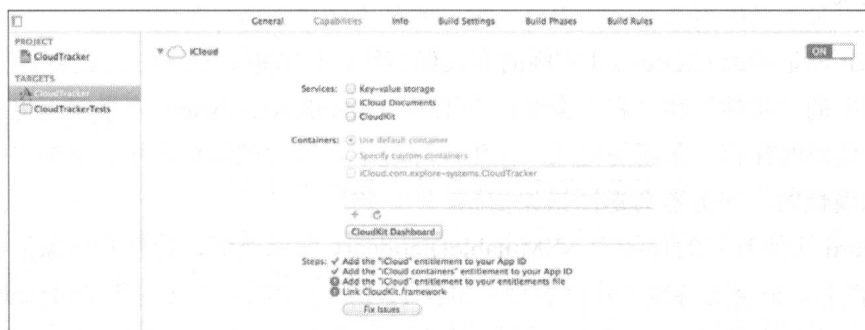 General Capabilities Info Build Settings Build Phases Build Rules
PROJECT
CloudTracker
TARGETS
CloudTracker
CloudTrackerTests
iCloud
ON
Services: Key-value storage
iCloud Documents
CloudKit
Containers: Use default container
Specify custom containers
iCloud.com.explore-systems.CloudTracker
+
CloudKit Dashboard
Steps: ✓ Add the "iCloud" entitlement to your App ID
✓ Add the "iCloud containers" entitlement to your App ID
Add the "iCloud" entitlement to your entitlements file
Link CloudKit.framework
Fix Issues